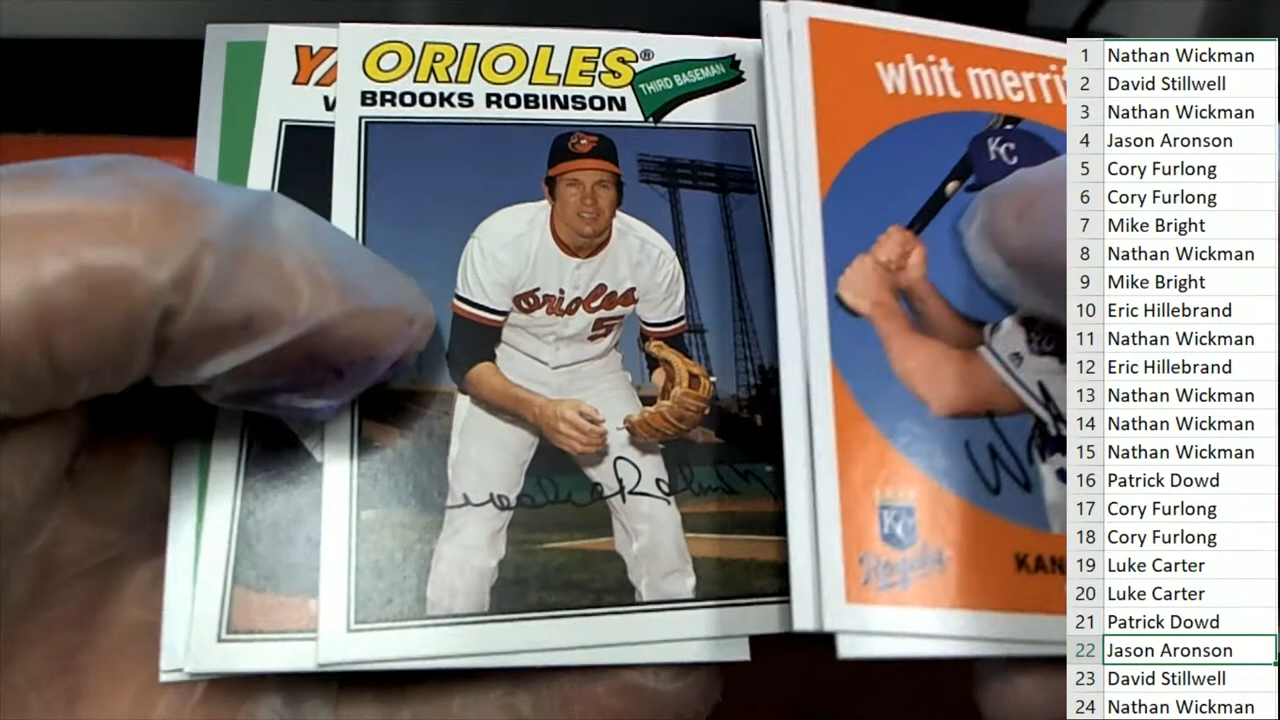 ORIOLES®
THIRD BASEMAN
BROOKS ROBINSON
Orioles
5
whit merri
KC
KC
Royals
KAN
1 Nathan Wickman
2 David Stillwell
3 Nathan Wickman
4 Jason Aronson
5 Cory Furlong
6 Cory Furlong
7 Mike Bright
8 Nathan Wickman
9 Mike Bright
10 Eric Hillebrand
11 Nathan Wickman
12 Eric Hillebrand
13 Nathan Wickman
14 Nathan Wickman
15 Nathan Wickman
16 Patrick Dowd
17 Cory Furlong
18 Cory Furlong
19 Luke Carter
20 Luke Carter
21 Patrick Dowd
22 Jason Aronson
23 David Stillwell
24 Nathan Wickman